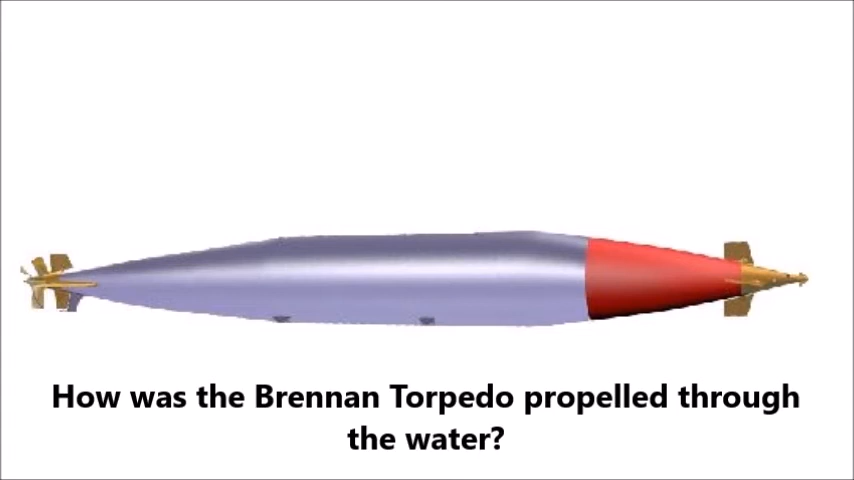 How was the Brennan Torpedo propelled through
the water?